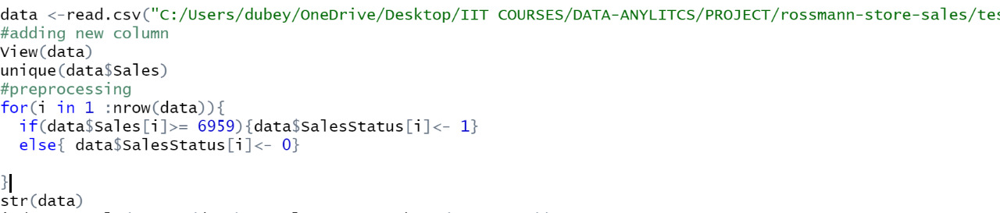 data <-read.csv("C:/Users/dubey/OneDrive/Desktop/IIT COURSES/DATA-ANYLITCS/PROJECT/rossmann-store-sales/tes
#adding new column
View(data)
unique(data$Sales)
#preprocessing
for(i in 1 :nrow(data)){
  if(data$Sales[i]>= 6959){data$SalesStatus[i]<- 1}
  else{ data$SalesStatus[i]<- 0}
}
str(data)